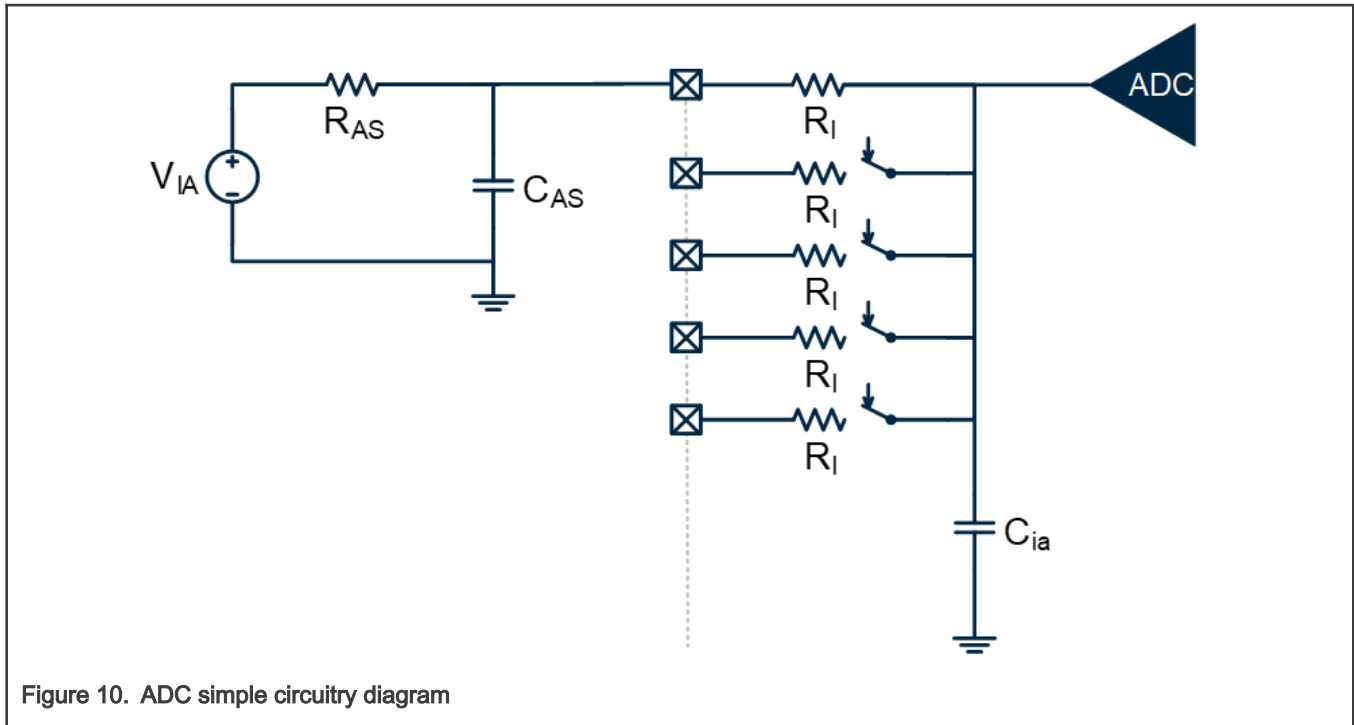 ADC
R_AS
R_I
V_IA
+
-
C_AS
R_I
R_I
R_I
R_I
C_ia
Figure 10. ADC simple circuitry diagram